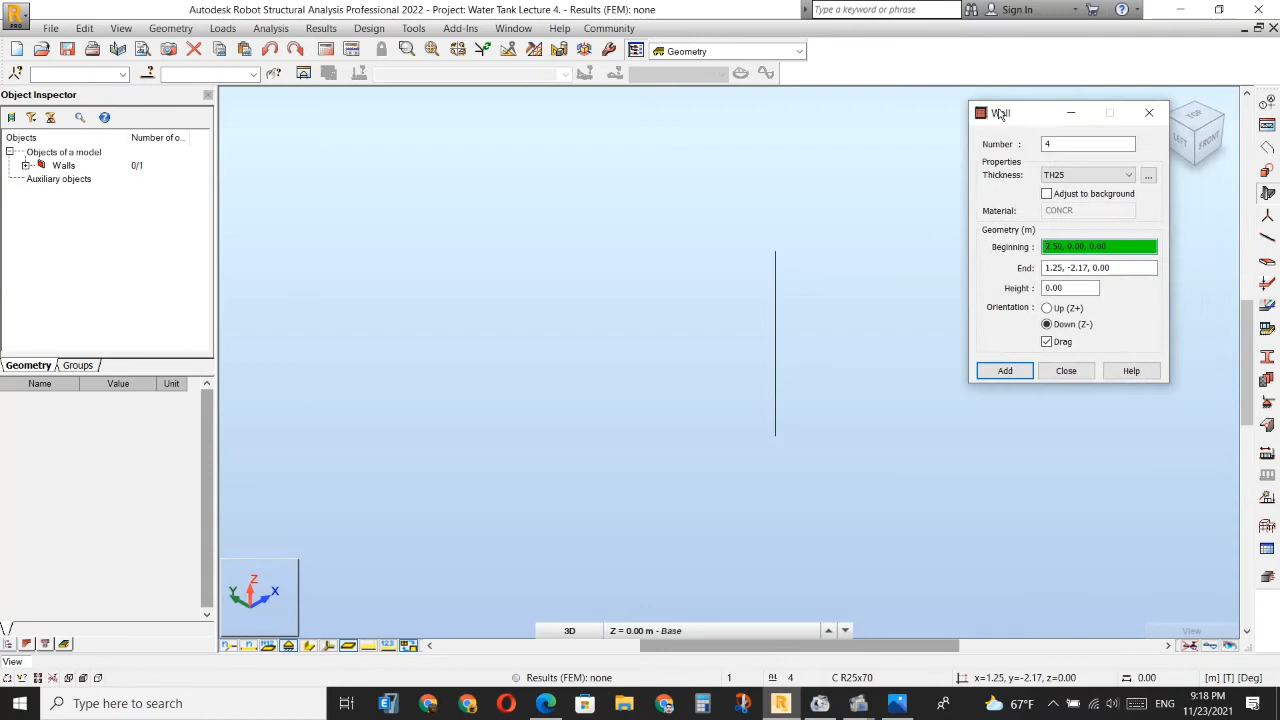 Autodesk Robot Structural Analysis Professional 2022 - Project: Water Tank Lecture 4. - Results (FEM): none
Type a keyword or phrase
Sign In
PRO
File Edit View Geometry Loads Analysis Results Design Tools Add-Ins Window Help Community
Geometry
Object Inspector
Objects Number of o...
Objects of a model
Walls 0/1
Auxiliary objects
Geometry Groups
Name Value Unit
Wall
Number : 4
Properties
Thickness: TH25 ...
Adjust to background
Material: CONCR
Geometry (m)
Beginning: 2.50, 0.00, 0.00
End: 1.25, -2.17, 0.00
Height : 0.00
Orientation : Up (Z+)
Down (Z-)
Drag
Add Close Help
TOP
LEFT FRONT
Z
Y X
3D Z = 0.00 m - Base
View
View
Results (FEM): none 1 4 C R25x70 x=1.25, y=-2.17, z=0.00 0.00 [m] [T] [Deg]
Type here to search
67°F ENG 9:18 PM
11/23/2021